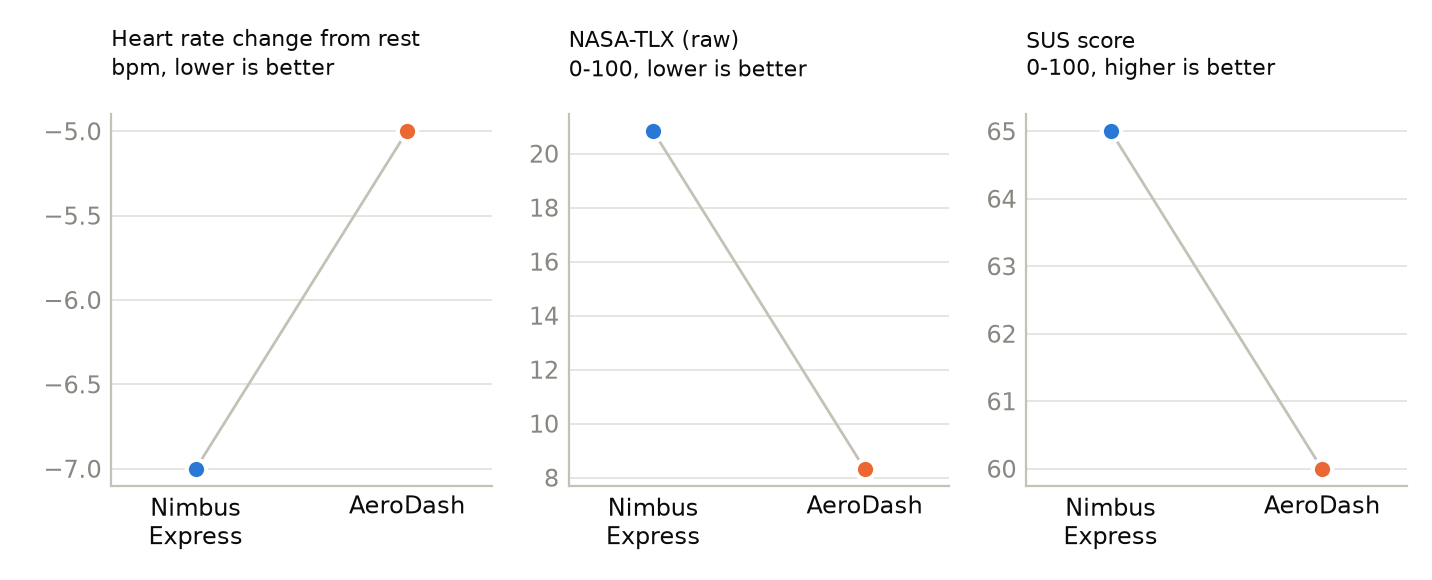 Heart rate change from rest
bpm, lower is better
−5.0
−5.5
−6.0
−6.5
−7.0
Nimbus
Express
AeroDash
NASA-TLX (raw)
0-100, lower is better
20
18
16
14
12
10
8
Nimbus
Express
AeroDash
SUS score
0-100, higher is better
65
64
63
62
61
60
Nimbus
Express
AeroDash